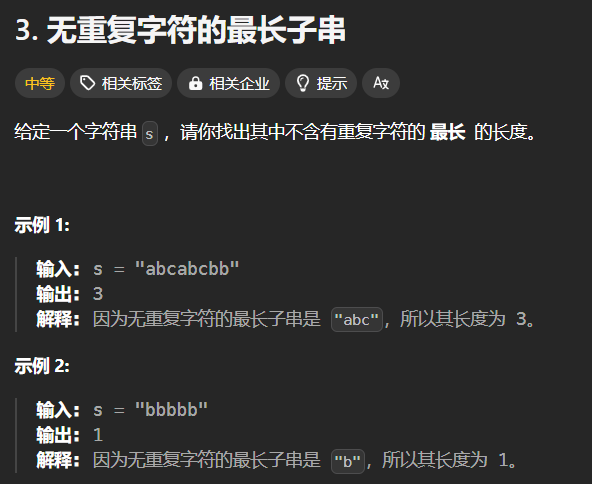 3. 无重复字符的最长子串
中等 相关标签 相关企业 提示 Aあ
给定一个字符串 s ，请你找出其中不含有重复字符的 最长 的长度。
示例 1:
输入: s = "abcabcbb"
输出: 3
解释: 因为无重复字符的最长子串是 "abc"，所以其长度为 3。
示例 2:
输入: s = "bbbbb"
输出: 1
解释: 因为无重复字符的最长子串是 "b"，所以其长度为 1。